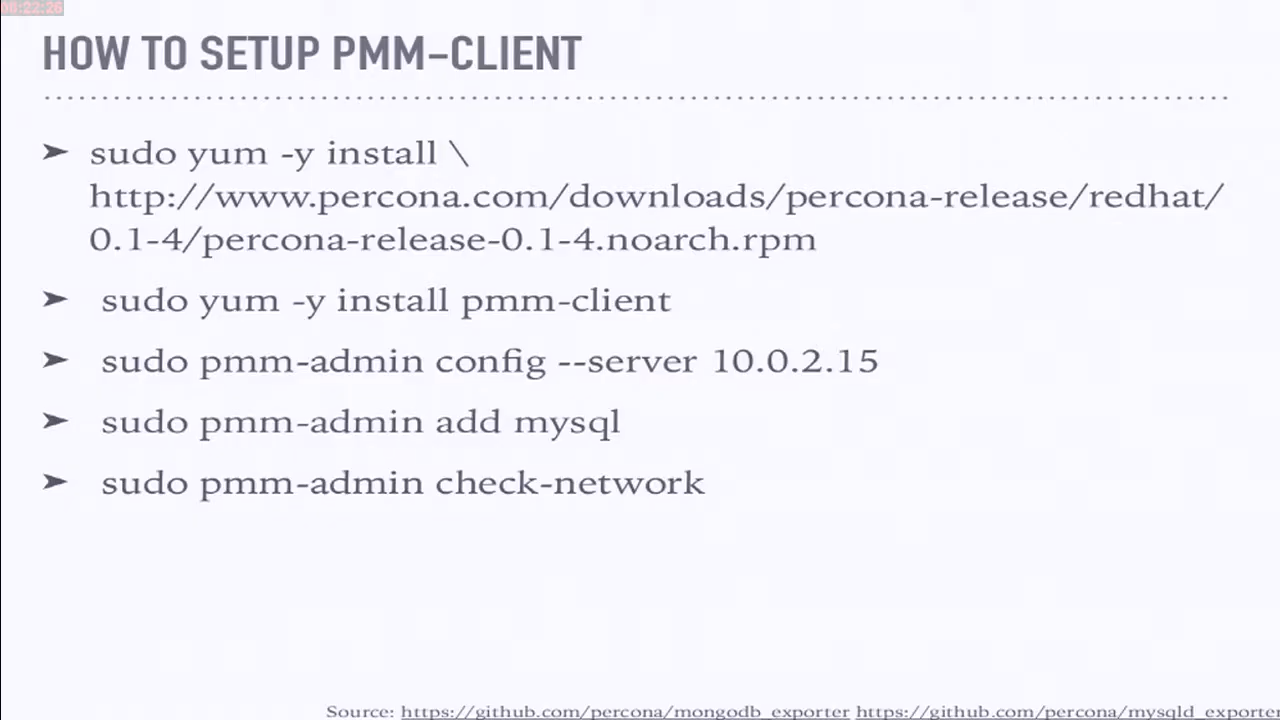 08:22:26
HOW TO SETUP PMM-CLIENT
➤ sudo yum -y install \
http://www.percona.com/downloads/percona-release/redhat/
0.1-4/percona-release-0.1-4.noarch.rpm
➤ sudo yum -y install pmm-client
➤ sudo pmm-admin config --server 10.0.2.15
➤ sudo pmm-admin add mysql
➤ sudo pmm-admin check-network
Source: https://github.com/percona/mongodb_exporter https://github.com/percona/mysqld_exporter